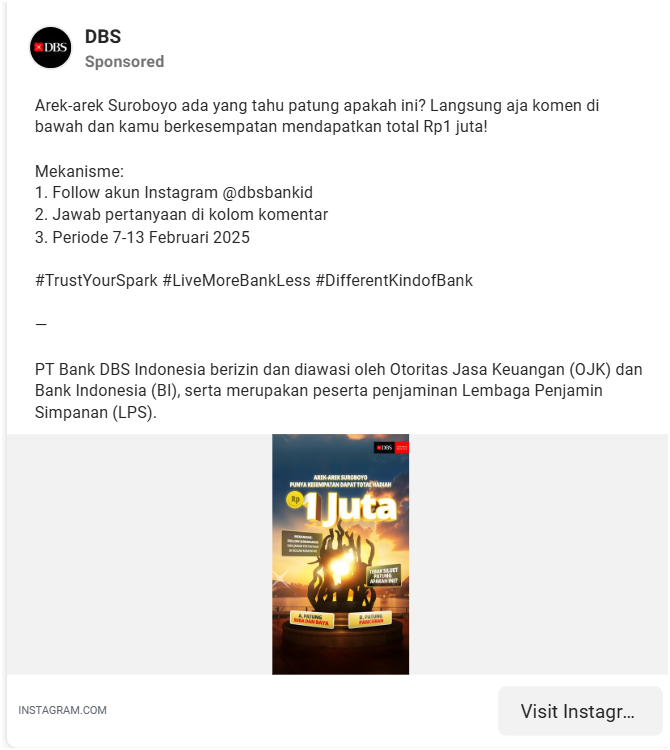 DBS
DBS
Sponsored
Arek-arek Suroboyo ada yang tahu patung apakah ini? Langsung aja komen di
bawah dan kamu berkesempatan mendapatkan total Rp1 juta!
Mekanisme:
1. Follow akun Instagram @dbsbankid
2. Jawab pertanyaan di kolom komentar
3. Periode 7-13 Februari 2025
#TrustYourSpark #LiveMoreBankLess #DifferentKindofBank
—
PT Bank DBS Indonesia berizin dan diawasi oleh Otoritas Jasa Keuangan (OJK) dan
Bank Indonesia (BI), serta merupakan peserta penjaminan Lembaga Penjamin
Simpanan (LPS).
DBS
AREK-AREK SUROBOYO
PUNYA KESEMPATAN DAPAT TOTAL HADIAH
Rp
1 Juta
MEKANISME:
TEBAK SILUET
PATUNG
APAKAH INI?
A. PATUNG
SURA DAN BAYA
B. PATUNG
PANCORAN
INSTAGRAM.COM
Visit Instagr...